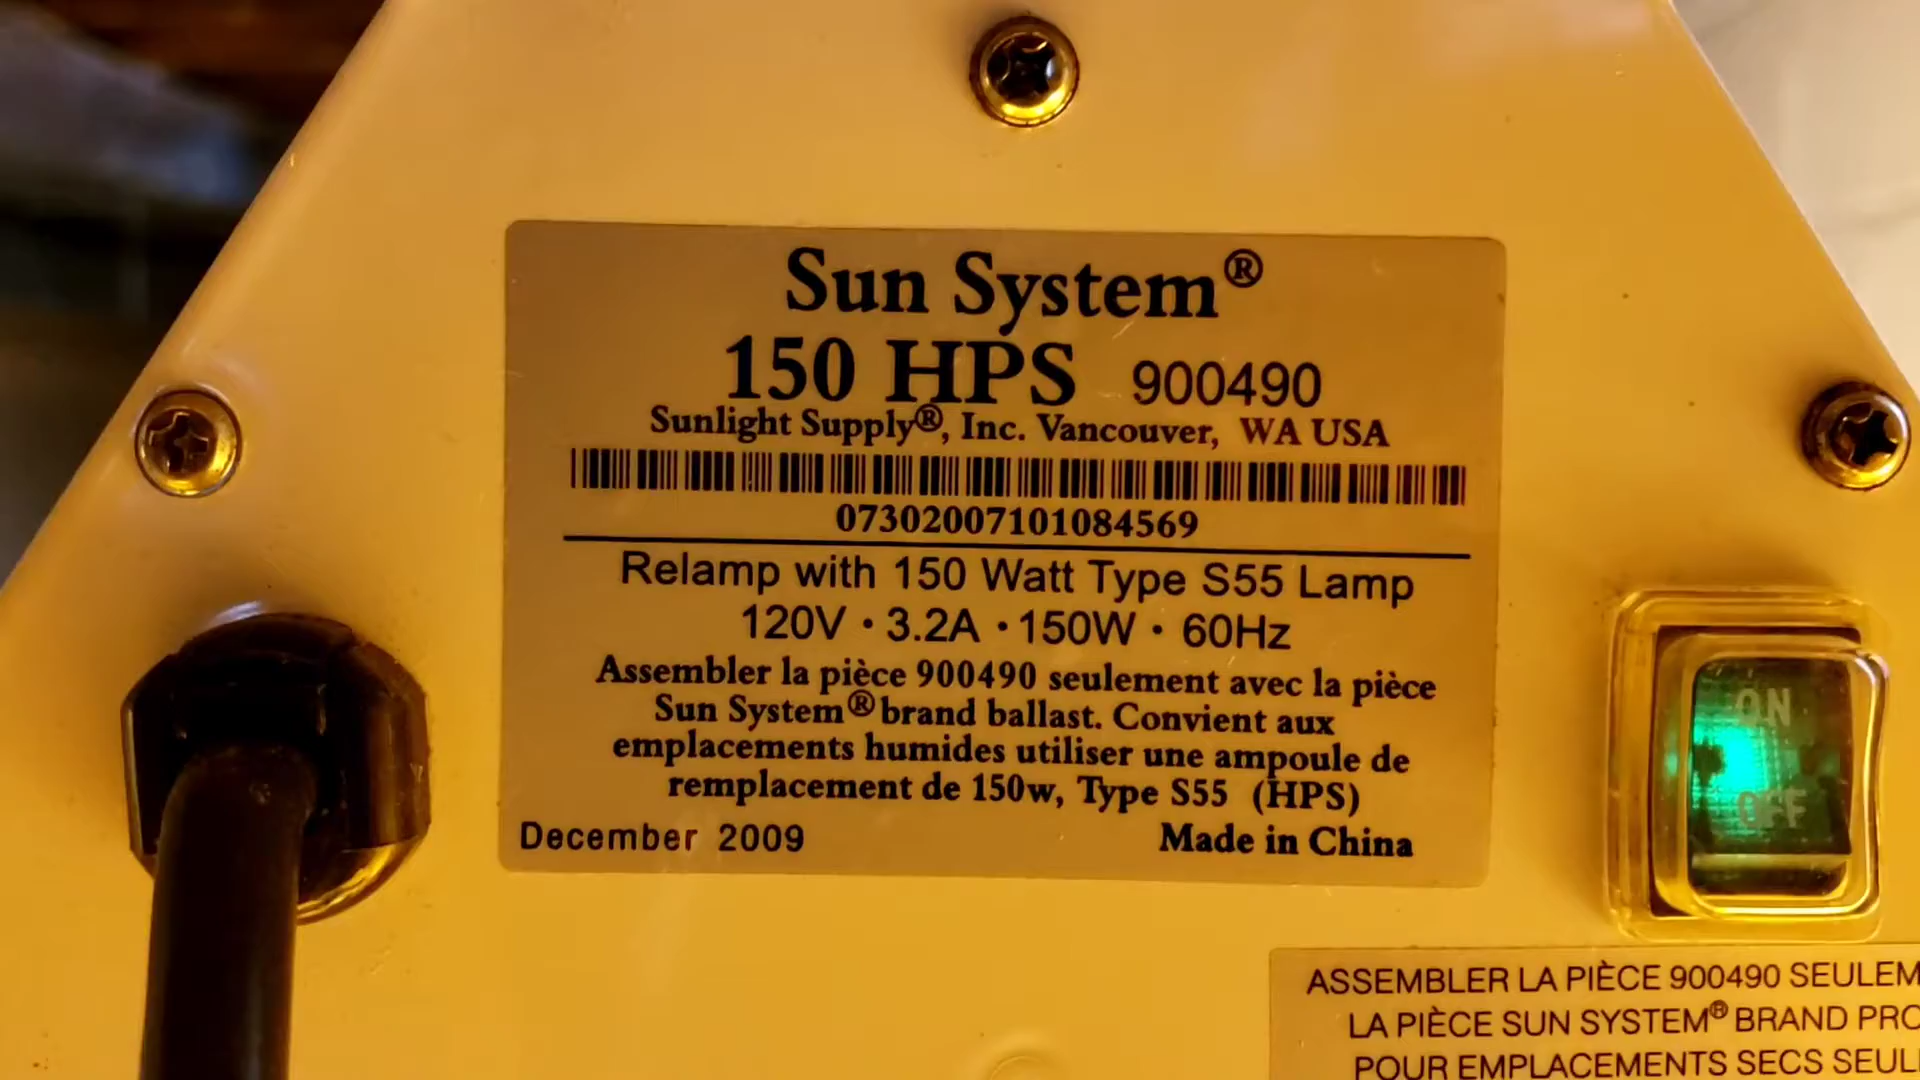 Sun System®
150 HPS 900490
Sunlight Supply®, Inc. Vancouver, WA USA
07302007101084569
Relamp with 150 Watt Type S55 Lamp
120V · 3.2A · 150W · 60Hz
Assembler la pièce 900490 seulement avec la pièce
Sun System® brand ballast. Convient aux
emplacements humides utiliser une ampoule de
remplacement de 150w, Type S55 (HPS)
December 2009 Made in China
ON
OFF
ASSEMBLER LA PIÈCE 900490 SEULEM
LA PIÈCE SUN SYSTEM® BRAND PRO
POUR EMPLACEMENTS SECS SEUL